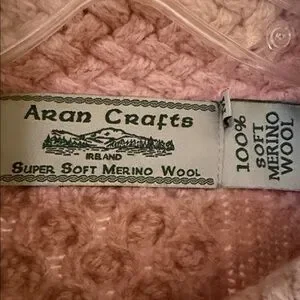 Aran Crafts
IRELAND
Super Soft Merino Wool
100%
SOFT
MERINO
WOOL